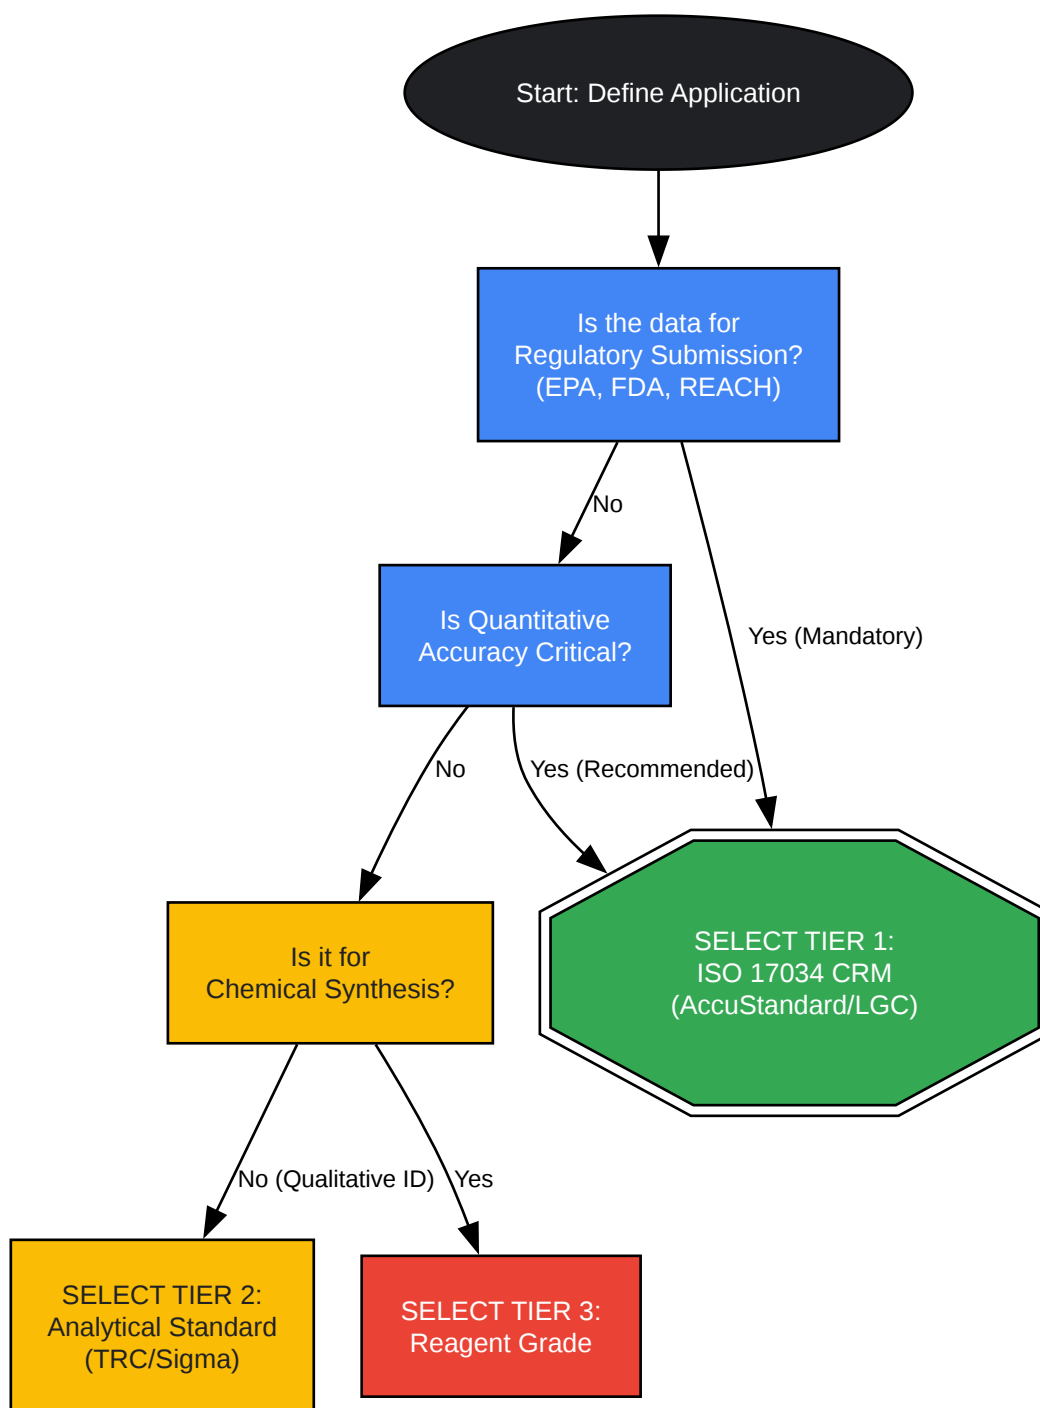 Start: Define Application
Is the data for
Regulatory Submission?
(EPA, FDA, REACH)
No
Yes (Mandatory)
Is Quantitative
Accuracy Critical?
No
Yes (Recommended)
Is it for
Chemical Synthesis?
SELECT TIER 1:
ISO 17034 CRM
(AccuStandard/LGC)
No (Qualitative ID)
Yes
SELECT TIER 2:
Analytical Standard
(TRC/Sigma)
SELECT TIER 3:
Reagent Grade